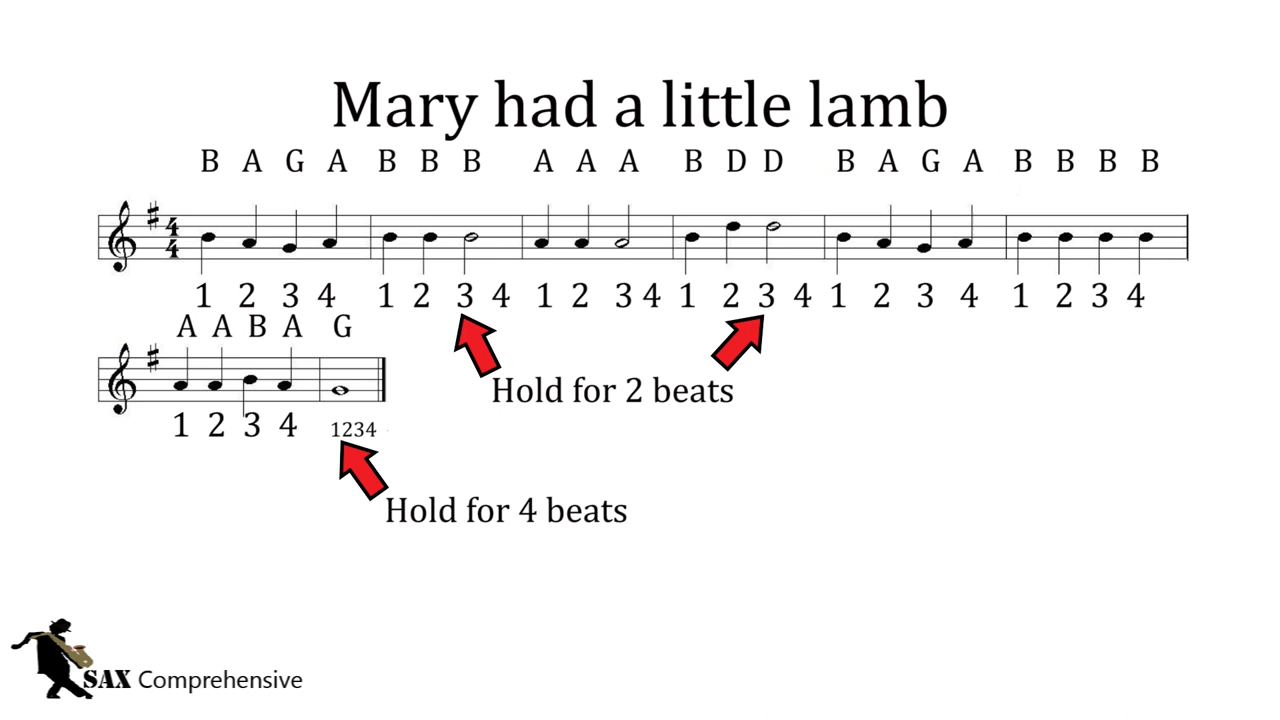 Mary had a little lamb
B A G A B B B A A A B D D B A G A B B B B
4
4
1 2 3 4 1 2 3 4 1 2 3 4 1 2 3 4 1 2 3 4 1 2 3 4
A A B A G
Hold for 2 beats
1 2 3 4 1234
Hold for 4 beats
SAX Comprehensive